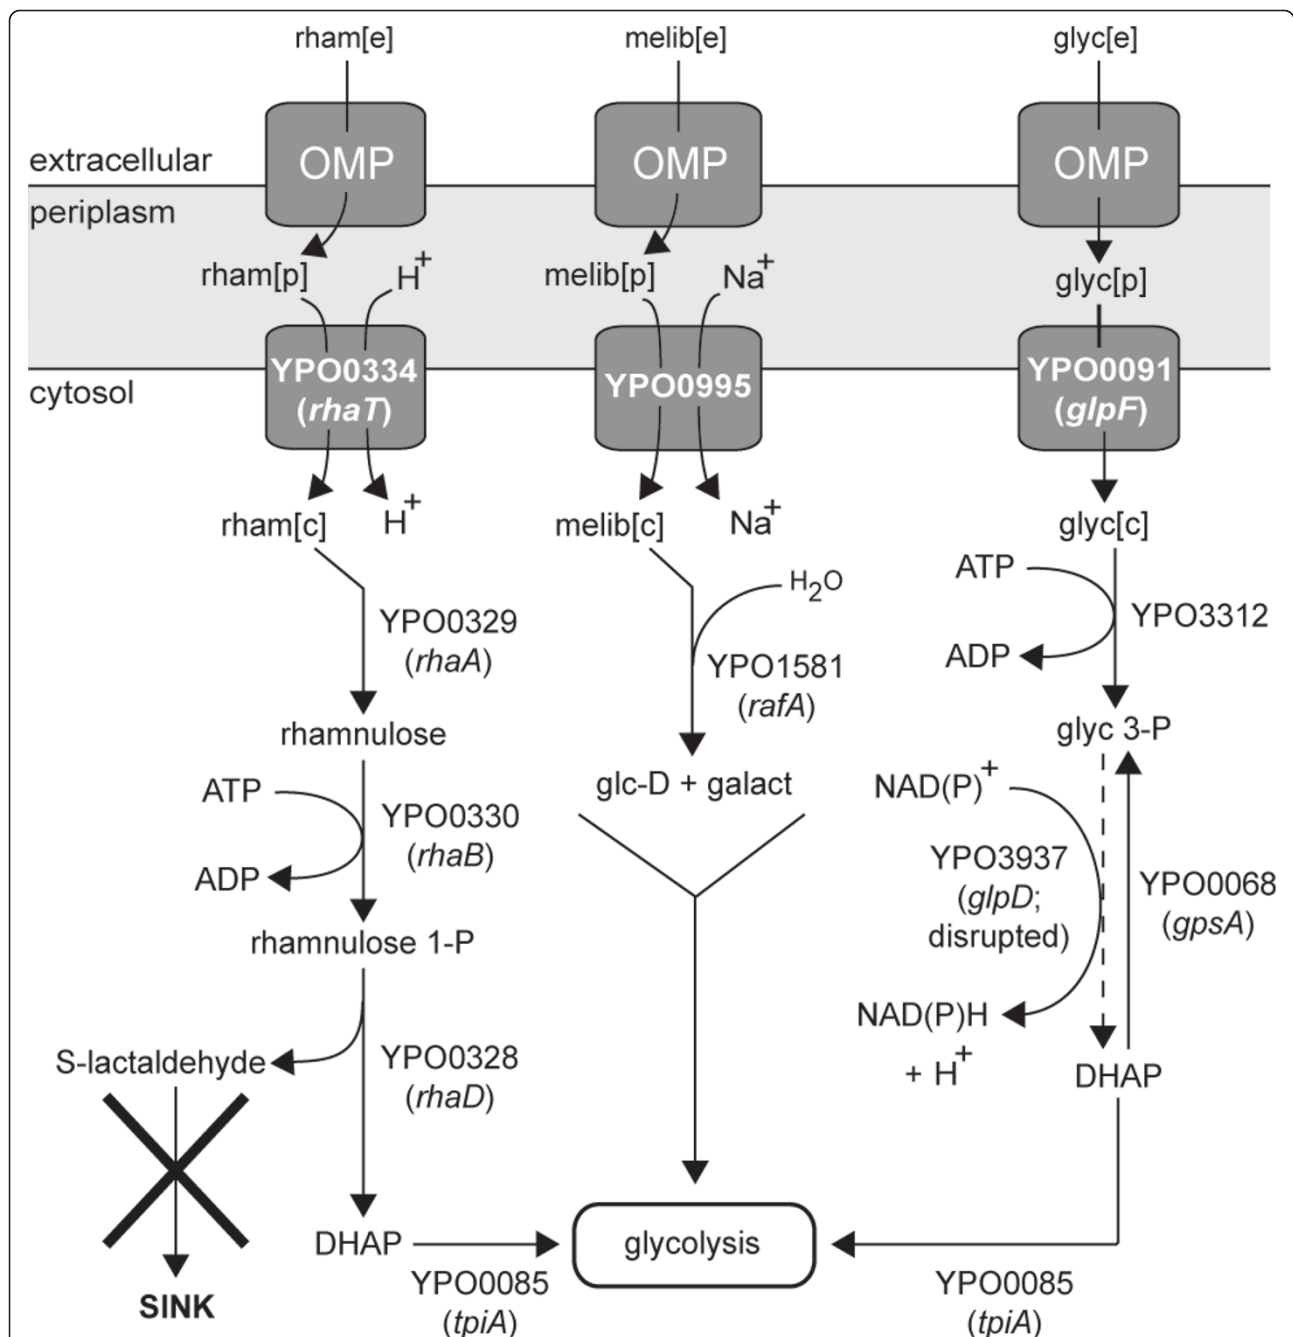 rham[e]
melib[e]
glyc[e]
OMP
OMP
OMP
extracellular
periplasm
rham[p]
H+
melib[p]
Na+
glyc[p]
YPO0334
(rhaT)
YPO0995
YPO0091
(glpF)
cytosol
rham[c]
H+
melib[c]
Na+
glyc[c]
YPO0329
(rhaA)
rhamnulose
ATP
ADP
YPO0330
(rhaB)
rhamnulose 1-P
S-lactaldehyde
YPO0328
(rhaD)
SINK
DHAP
YPO0085
(tpiA)
H2O
YPO1581
(rafA)
glc-D + galact
glycolysis
ATP
ADP
YPO3312
glyc 3-P
NAD(P)+
YPO3937
(glpD;
disrupted)
NAD(P)H
+ H+
YPO0068
(gpsA)
DHAP
YPO0085
(tpiA)